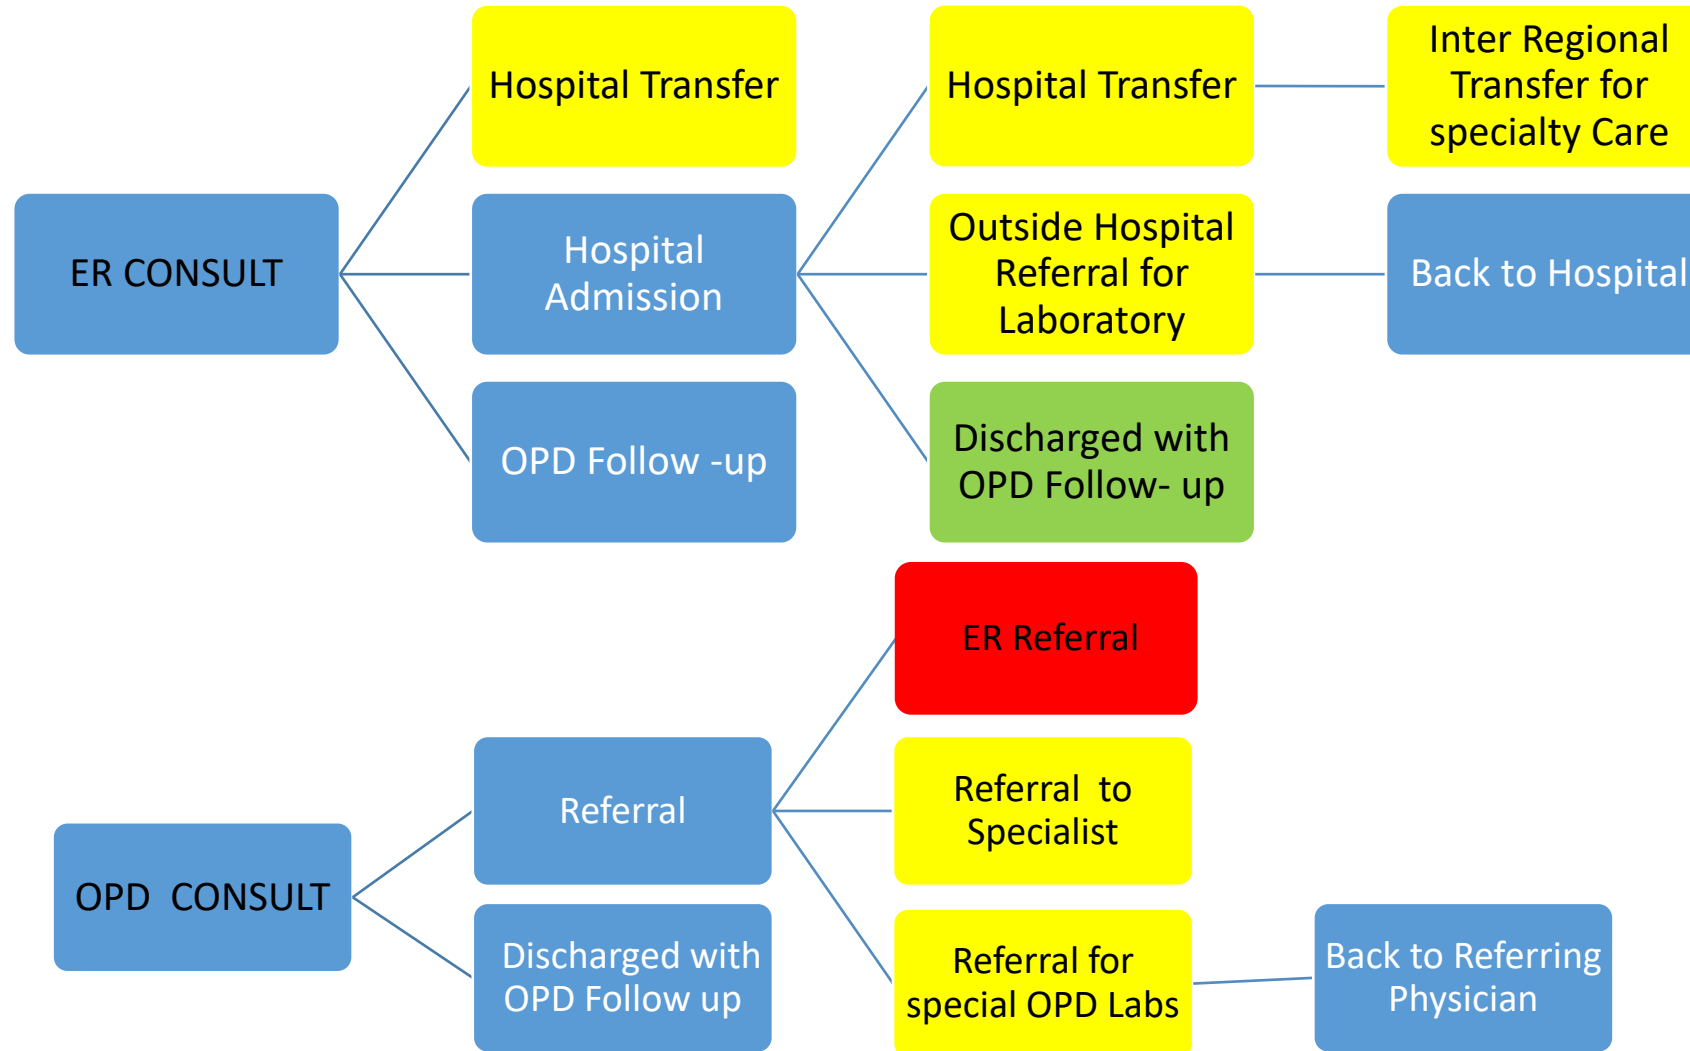 ER CONSULT
Hospital Transfer
Hospital
Admission
OPD Follow -up
Hospital Transfer
Outside Hospital
Referral for
Laboratory
Discharged with
OPD Follow- up
Inter Regional
Transfer for
specialty Care
Back to Hospital
OPD  CONSULT
Referral
Discharged with
OPD Follow up
ER Referral
Referral  to
Specialist
Referral for
special OPD Labs
Back to Referring
Physician